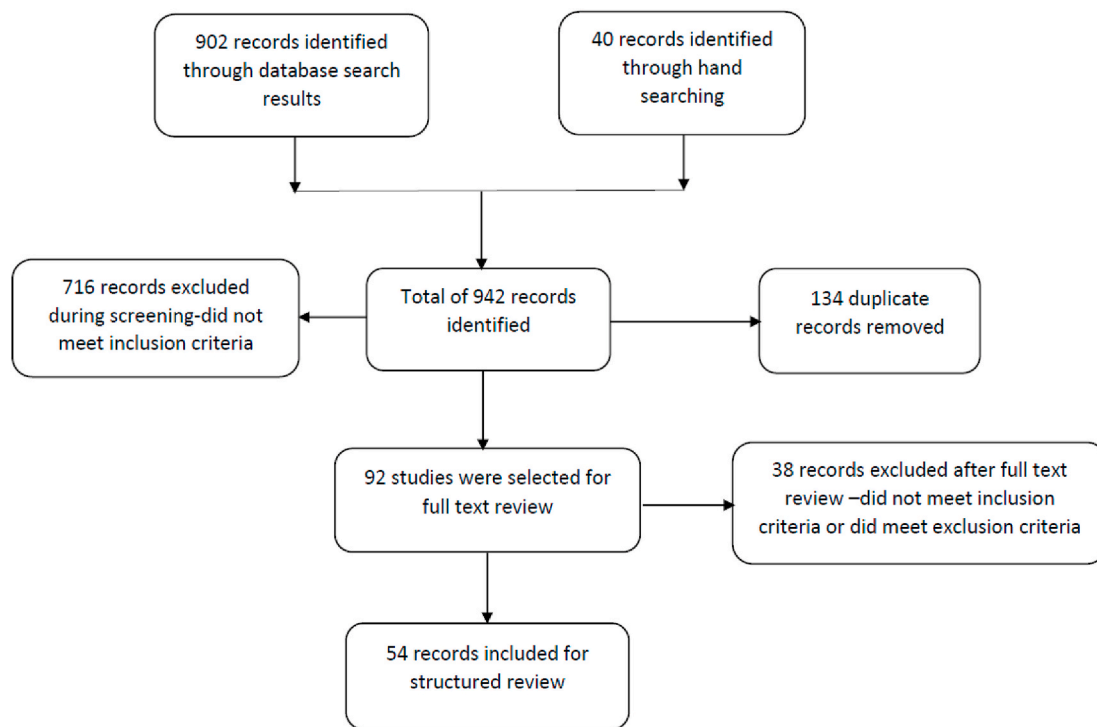 902 records identified
through database search
results
40 records identified
through hand
searching
716 records excluded
during screening-did not
meet inclusion criteria
Total of 942 records
identified
134 duplicate
records removed
92 studies were selected for
full text review
38 records excluded after full text
review –did not meet inclusion
criteria or did meet exclusion criteria
54 records included for
structured review